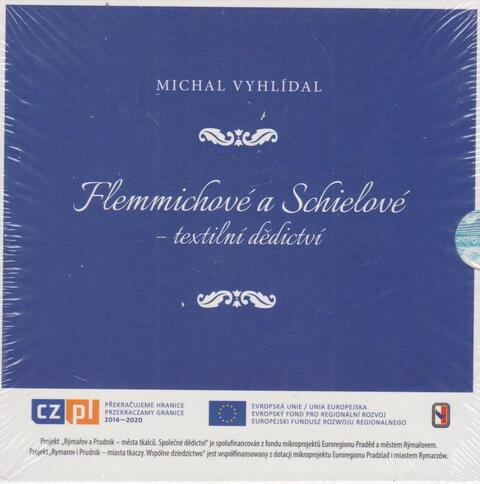 MICHAL VYHLÍDAL
Flemmichové a Schielové
– textilní dědictví
cz pl
PŘEKRAČUJEME HRANICE
PRZEKRACZAMY GRANICE
2014—2020
EVROPSKÁ UNIE / UNIA EUROPEJSKA
EVROPSKÝ FOND PRO REGIONÁLNÍ ROZVOJ
EUROPEJSKI FUNDUSZ ROZWOJU REGIONALNEGO
Projekt „Rýmařov a Prudnik – města tkalců. Společné dědictví" je spolufinancován z fondu mikroprojektů Euroregionu Praděd a městem Rýmařovem.
Projekt „Rymarov i Prudnik – miasta tkaczy. Wspólne dziedzictwo" jest współfinansowany z dotacji mikroprojektu Euroregionu Pradziad i miastem Rymarzów.